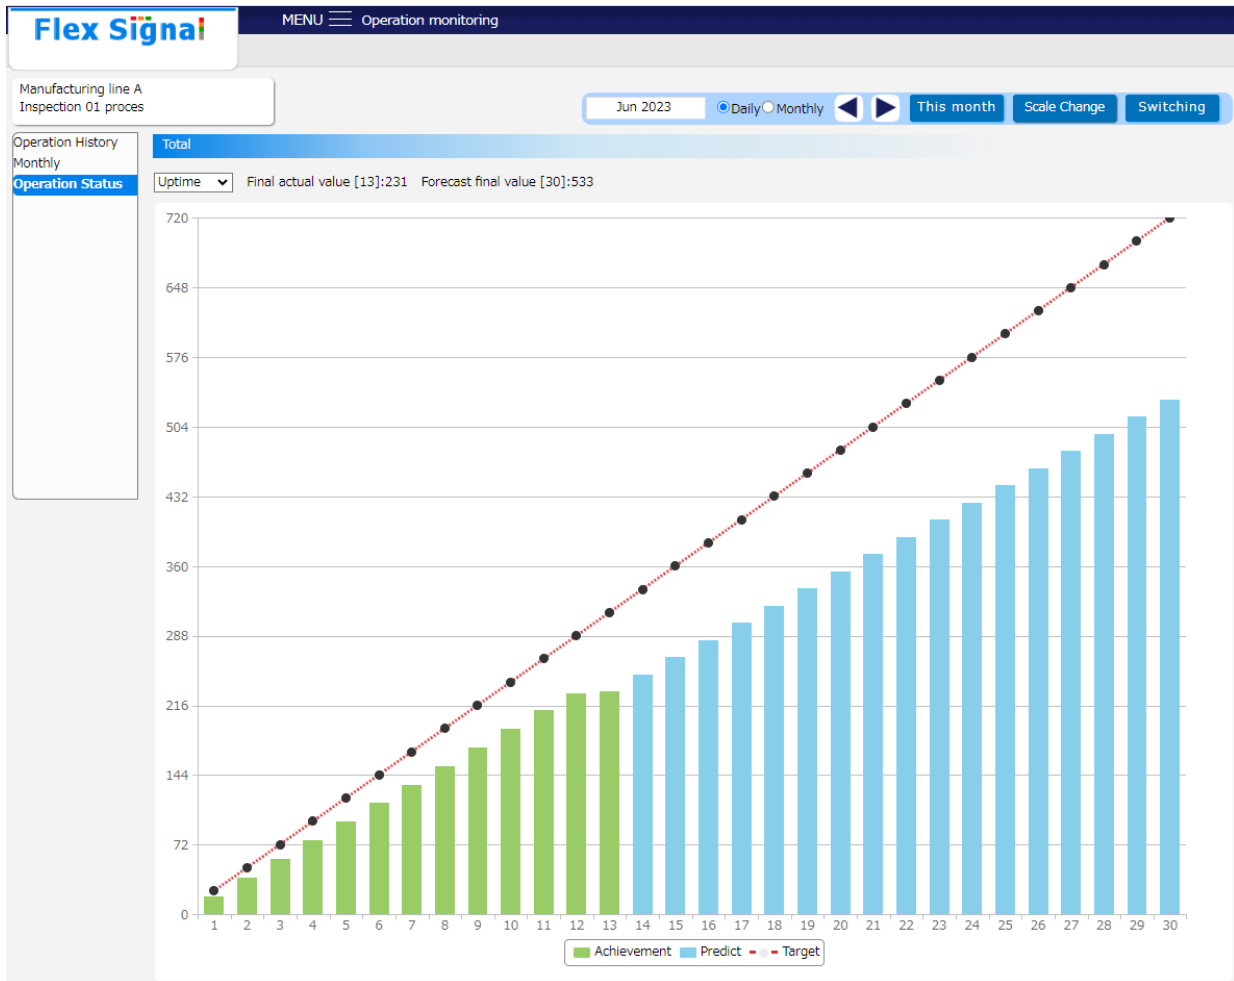 Flex Signal
MENU Operation monitoring
Manufacturing line A
Inspection 01 proces
Jun 2023 Daily Monthly This month Scale Change Switching
Operation History
Monthly
Operation Status
Total
Uptime Final actual value [13]:231 Forecast final value [30]:533
720
648
576
504
432
360
288
216
144
72
0
1 2 3 4 5 6 7 8 9 10 11 12 13 14 15 16 17 18 19 20 21 22 23 24 25 26 27 28 29 30
Achievement Predict Target